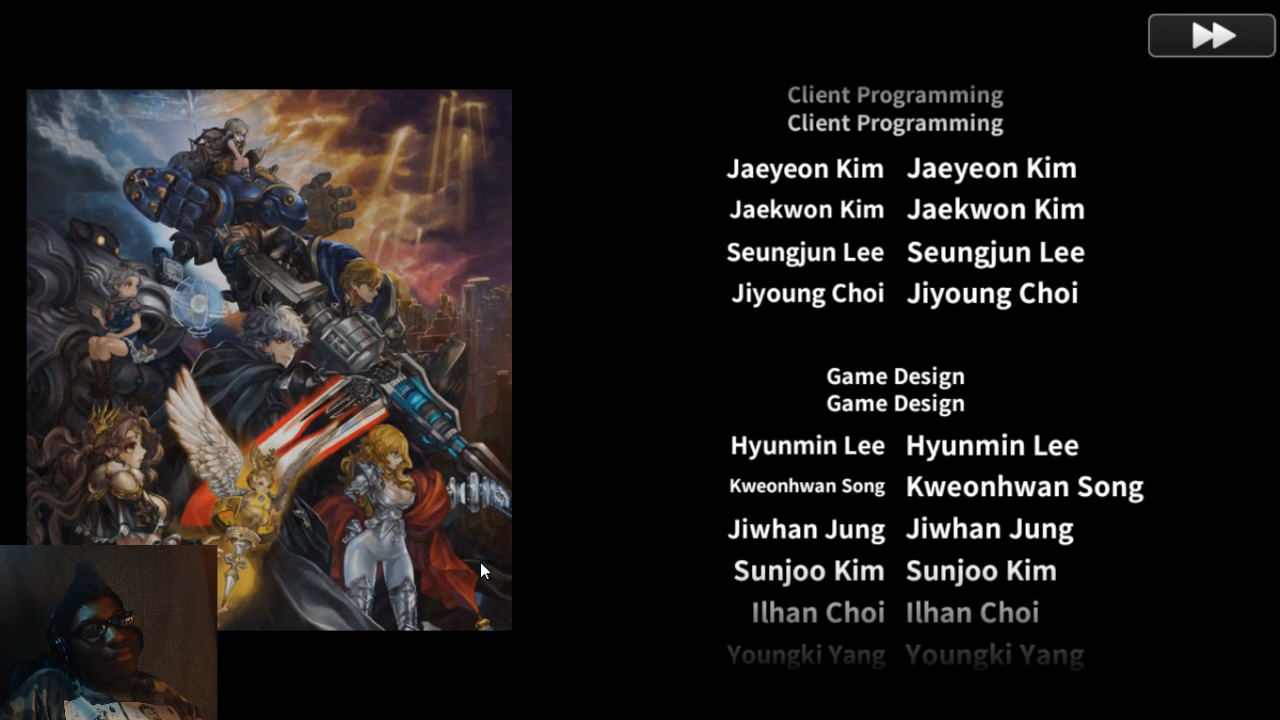 Client Programming
Client Programming
Jaeyeon Kim Jaeyeon Kim
Jaekwon Kim Jaekwon Kim
Seungjun Lee Seungjun Lee
Jiyoung Choi Jiyoung Choi
Game Design
Game Design
Hyunmin Lee Hyunmin Lee
Kweonhwan Song Kweonhwan Song
Jiwhan Jung Jiwhan Jung
Sunjoo Kim Sunjoo Kim
Ilhan Choi Ilhan Choi
Youngki Yang Youngki Yang